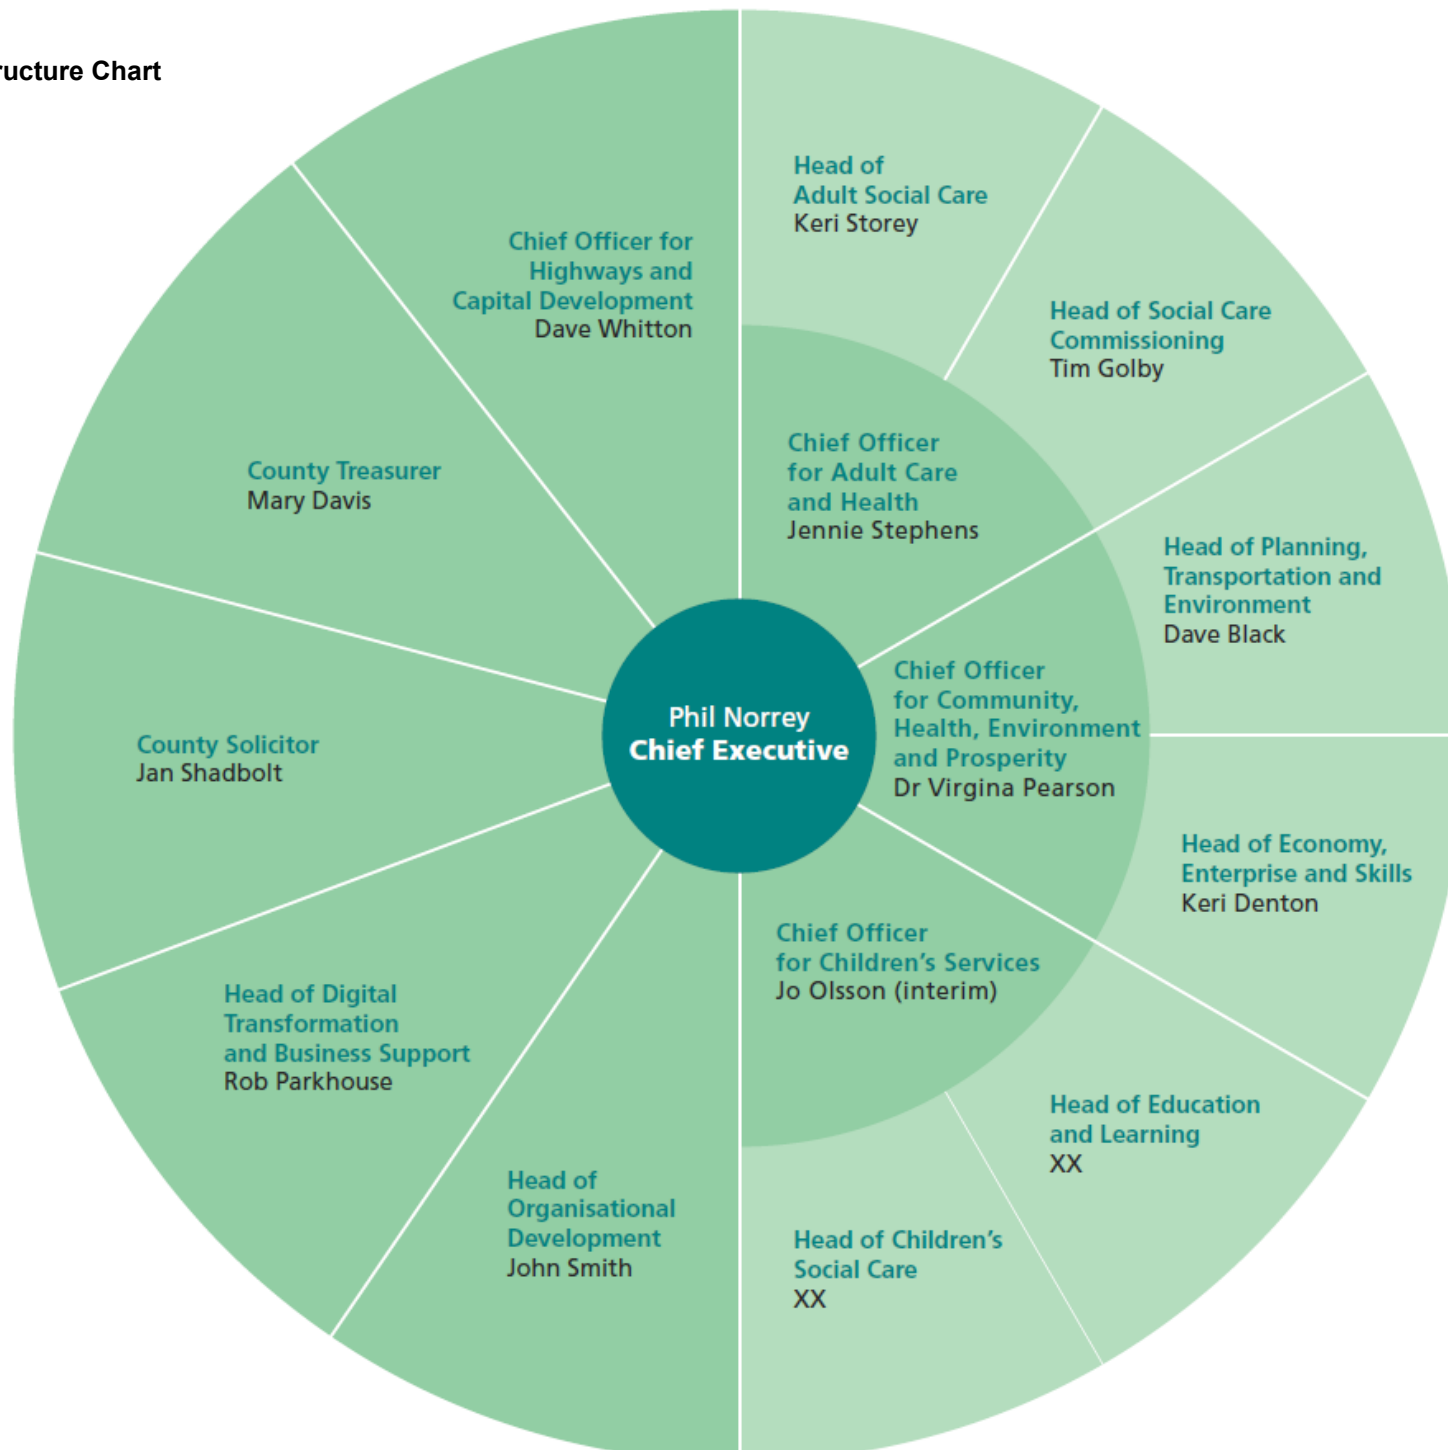 ructure Chart
Head of
Adult Social Care
Keri Storey
Chief Officer for
Highways and
Capital Development
Dave Whitton
Head of Social Care
Commissioning
Tim Golby
Chief Officer
for Adult Care
and Health
Jennie Stephens
County Treasurer
Mary Davis
Head of Planning,
Transportation and
Environment
Dave Black
Chief Officer
for Community,
Health, Environment
and Prosperity
Dr Virgina Pearson
Phil Norrey
Chief Executive
County Solicitor
Jan Shadbolt
Head of Economy,
Enterprise and Skills
Keri Denton
Chief Officer
for Children’s Services
Jo Olsson (interim)
Head of Digital
Transformation
and Business Support
Rob Parkhouse
Head of Education
and Learning
XX
Head of
Organisational
Development
John Smith
Head of Children’s
Social Care
XX